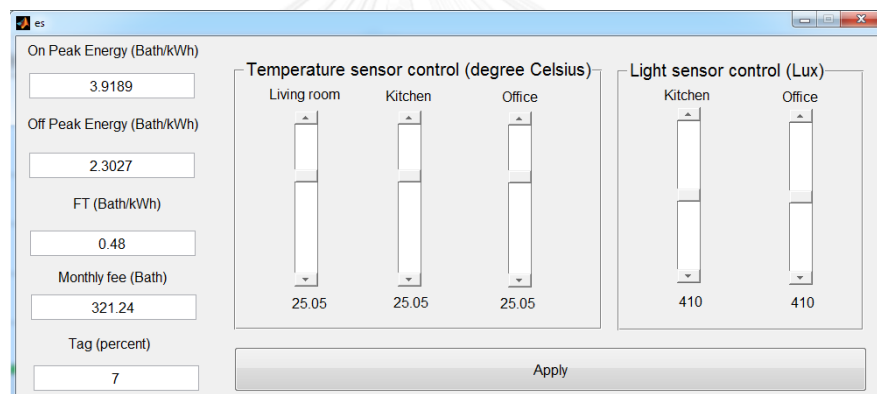 es
On Peak Energy (Bath/kWh)
3.9189
Off Peak Energy (Bath/kWh)
2.3027
FT (Bath/kWh)
0.48
Monthly fee (Bath)
321.24
Tag (percent)
7
Temperature sensor control (degree Celsius)
Living room Kitchen Office
25.05 25.05 25.05
Light sensor control (Lux)
Kitchen Office
410 410
Apply